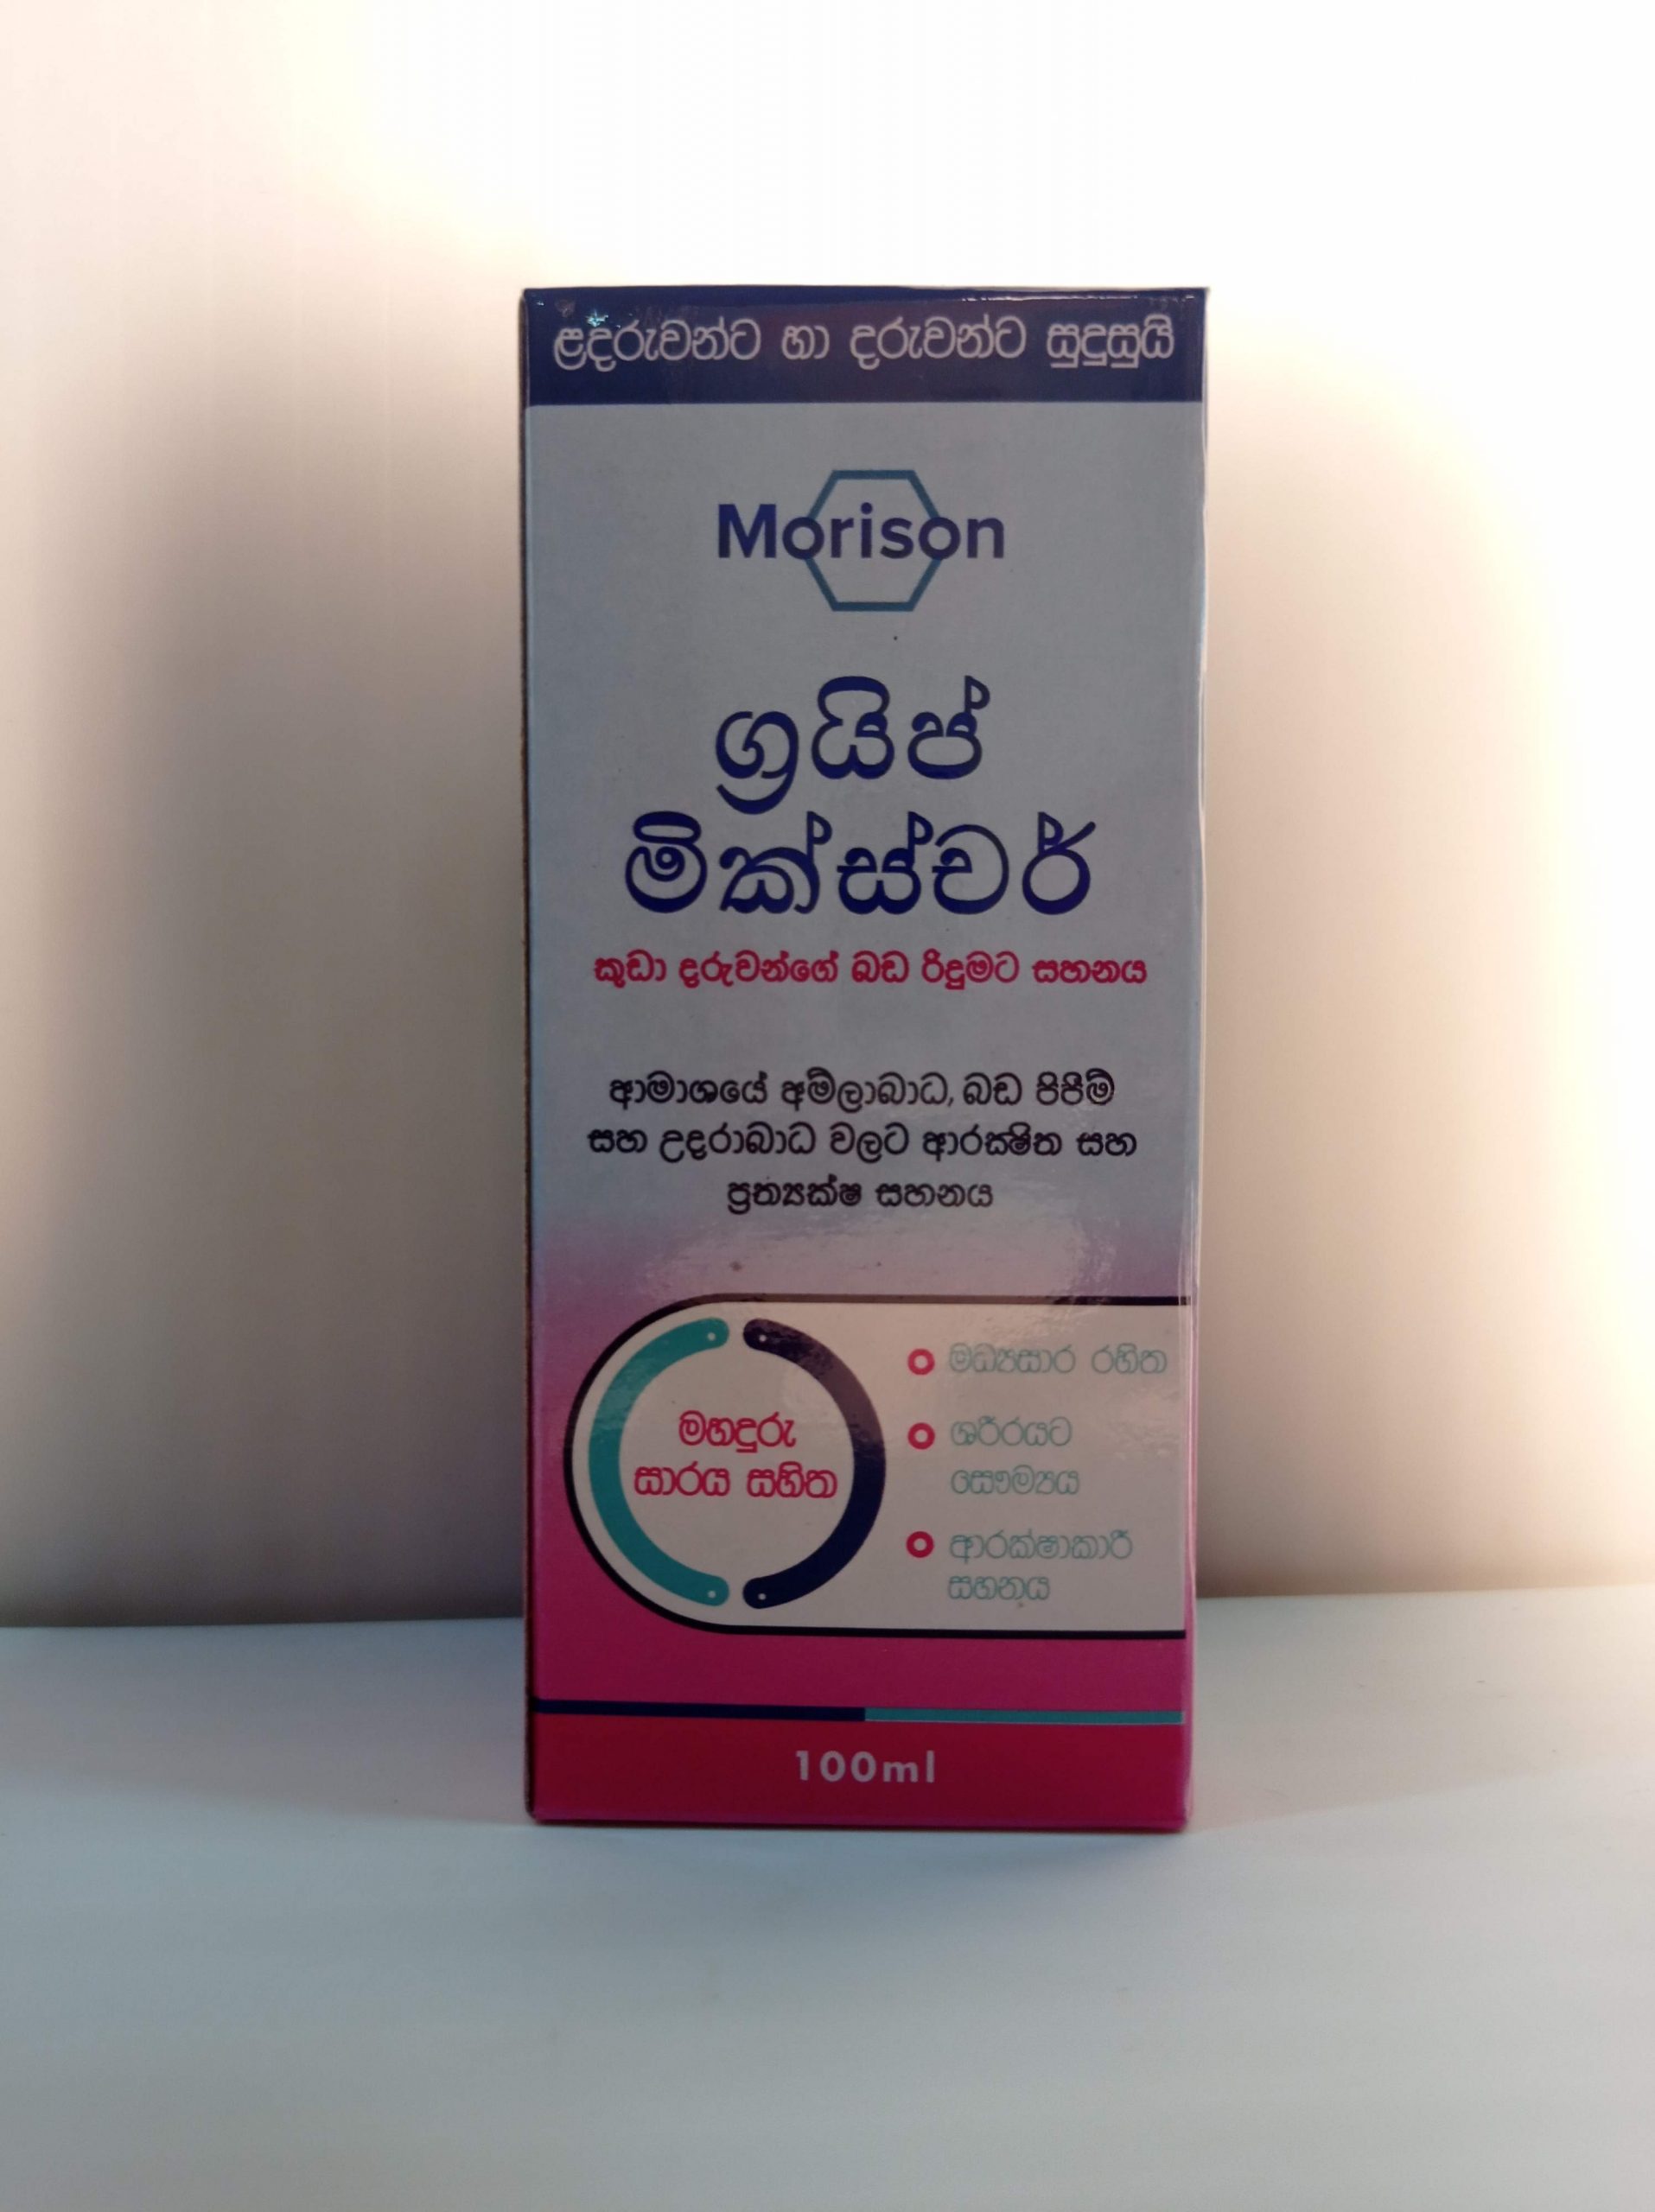 ළදරුවන්ට හා දරුවන්ට සුදුසුයි
Morison
ග්‍රයිප්
මික්ස්චර්
කුඩා දරුවන්ගේ බඩ රිදුමට සහනය
ආමාශයේ අම්ලාබාධ, බඩ පිපීම්
සහ උදරාබාධ වලට ආරක්ෂිත සහ
ප්‍රත්‍යක්ෂ සහනය
මහදුරු
සාරය සහිත
මධ්‍යසාර රහිත
ශරීරයට
සෞම්‍යය
ආරක්ෂාකාරී
සහනය
100ml